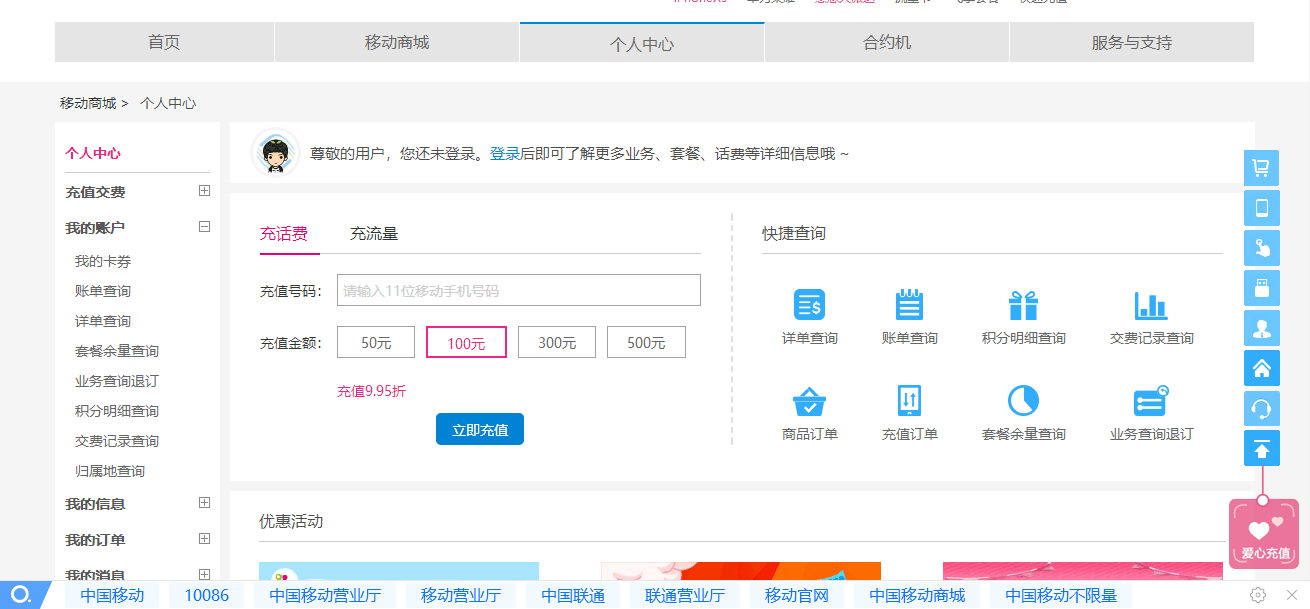 首页 移动商城 个人中心 合约机 服务与支持
移动商城 > 个人中心
个人中心
充值交费
我的账户
我的卡券
账单查询
详单查询
套餐余量查询
业务查询退订
积分明细查询
交费记录查询
归属地查询
我的信息
我的订单
我的消息
尊敬的用户，您还未登录。登录后即可了解更多业务、套餐、话费等详细信息哦 ~
充话费 充流量
充值号码： 请输入11位移动手机号码
充值金额： 50元 100元 300元 500元
充值9.95折
立即充值
快捷查询
详单查询 账单查询 积分明细查询 交费记录查询
商品订单 充值订单 套餐余量查询 业务查询退订
优惠活动
爱心充值
中国移动 10086 中国移动营业厅 移动营业厅 中国联通 联通营业厅 移动官网 中国移动商城 中国移动不限量